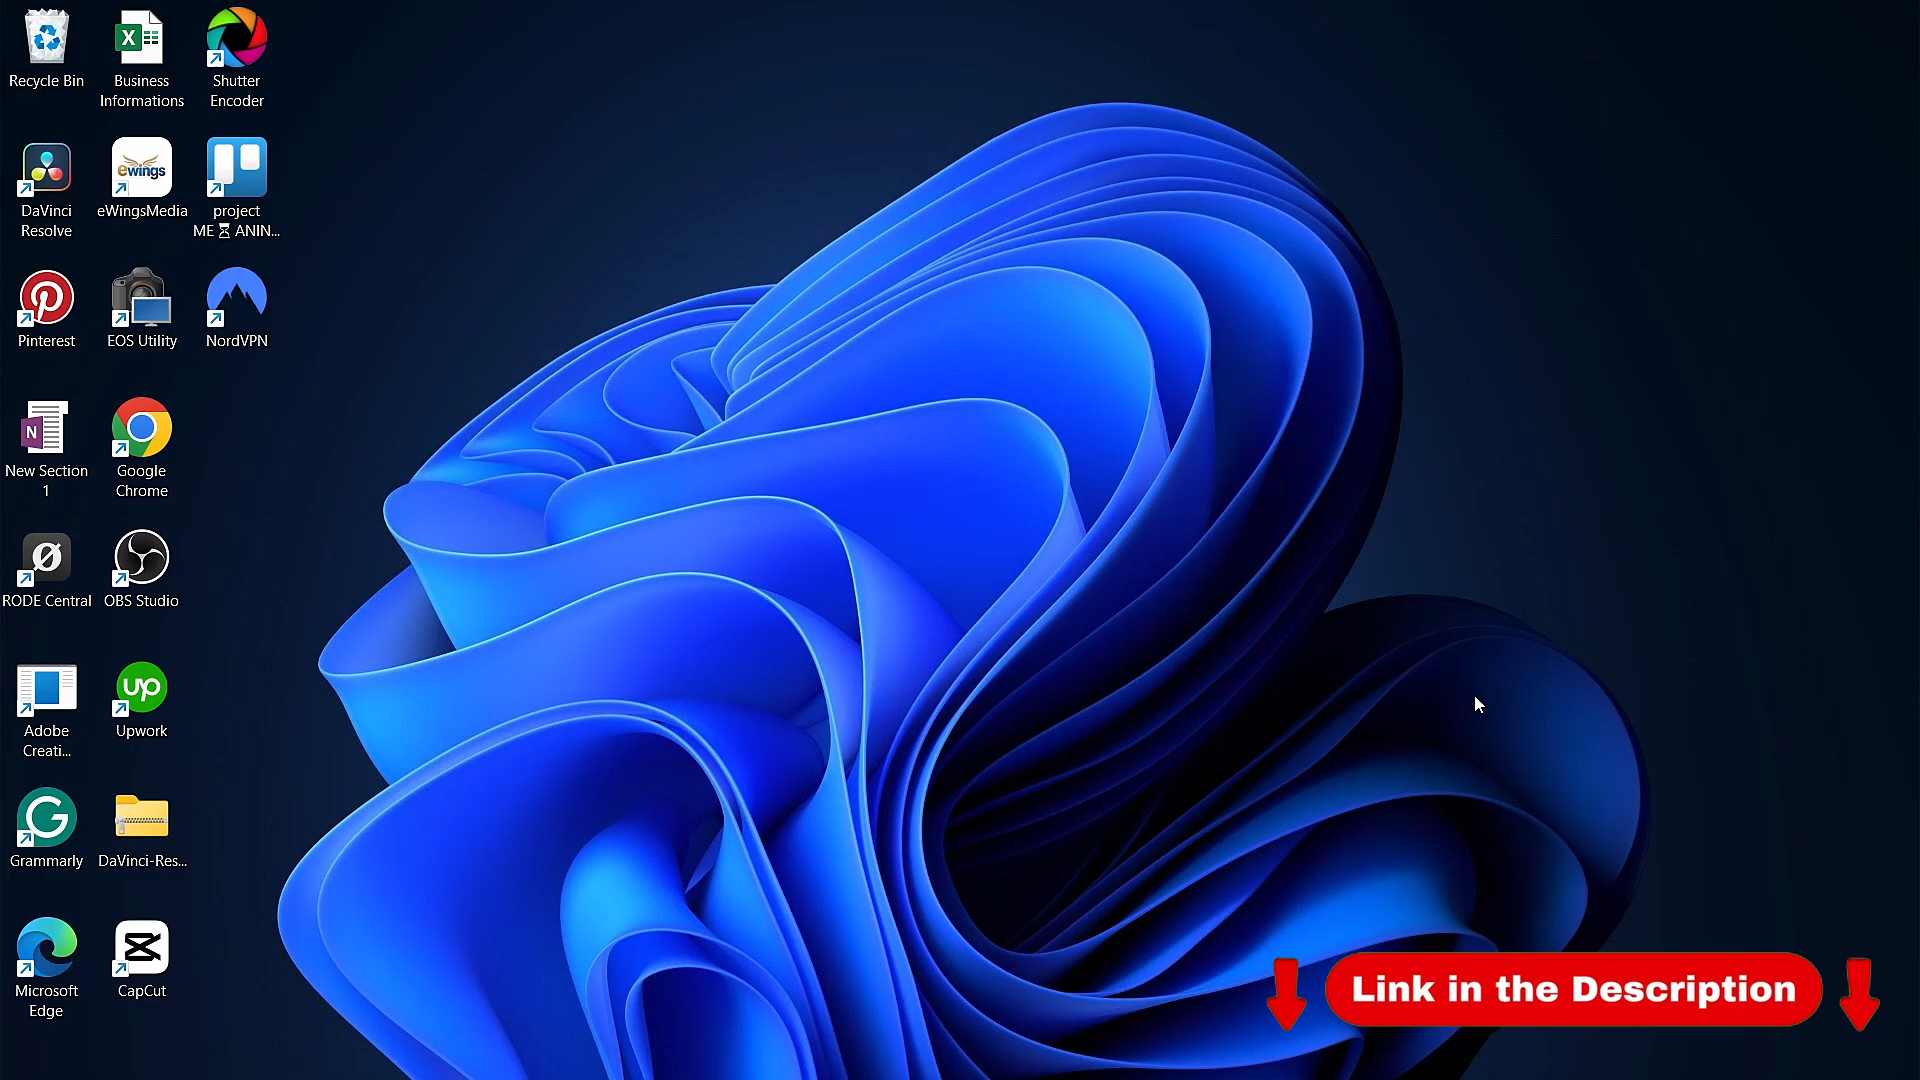 Recycle Bin
Business
Informations
X
Shutter
Encoder
DaVinci
Resolve
ewings
eWingsMedia
project
ME ⌛ ANIN...
Pinterest
EOS Utility
NordVPN
N
New Section
1
Google
Chrome
RODE Central
OBS Studio
Adobe
Creati...
up
Upwork
G
Grammarly
DaVinci-Res...
Microsoft
Edge
CapCut
Link in the Description